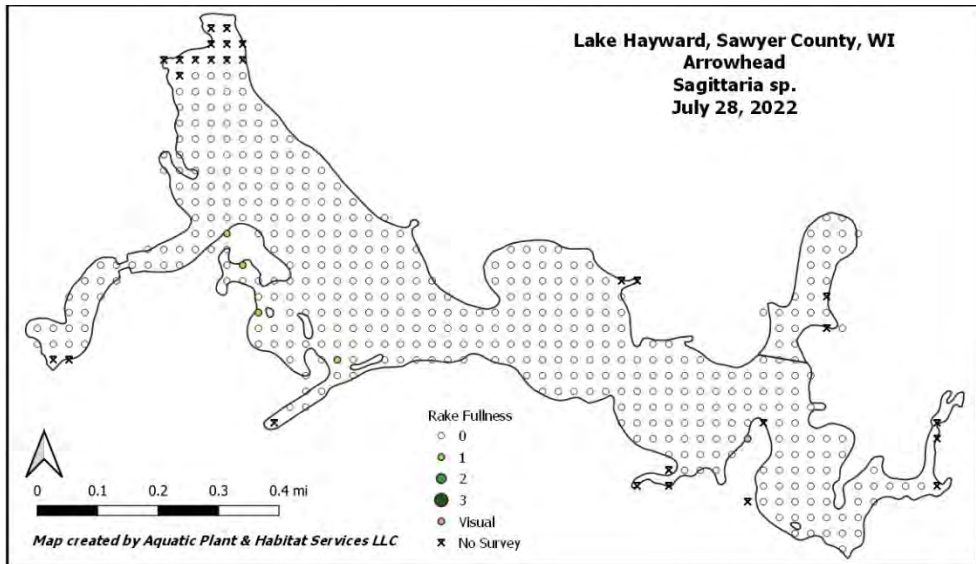 Lake Hayward, Sawyer County, WI
Arrowhead
Sagittaria sp.
July 28, 2022
Rake Fullness
0
1
2
3
Visual
No Survey
0 0.1 0.2 0.3 0.4 mi
Map created by Aquatic Plant & Habitat Services LLC